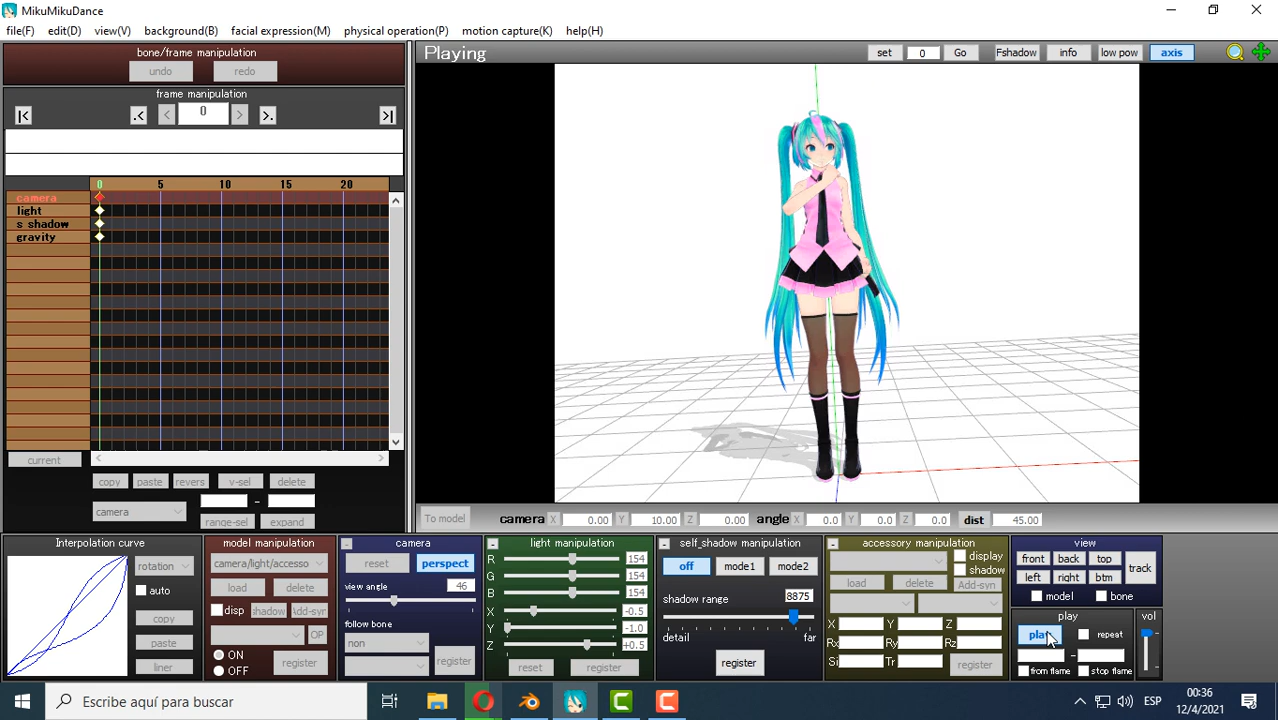 MikuMikuDance
file(F) edit(D) view(V) background(B) facial expression(M) physical operation(P) motion capture(K) help(H)
bone/frame manipulation
undo redo
frame manipulation
|< .< < 0 > >. >|
0 5 10 15 20
camera
light
s shadow
gravity
current
copy paste revers v-sel delete
camera -
range-sel expand
Playing set 0 Go Fshadow info low pow axis
To model camera X 0.00 Y 10.00 Z 0.00 angle X 0.0 Y 0.0 Z 0.0 dist 45.00
Interpolation curve
rotation
auto
copy
paste
liner
model manipulation
camera/light/accesso
load delete
disp shadow Add-syn
OP
ON
OFF
register
- camera
reset perspect
view angle 46
follow bone
non
register
- light manipulation
R 154
G 154
B 154
X -0.5
Y -1.0
Z +0.5
reset register
- self_shadow manipulation
off mode1 mode2
shadow range 8875
detail far
register
- accessory manipulation
display
shadow
load delete Add-syn
X Y Z
Rx Ry Rz
Si Tr register
view
front back top
left right btm
track
model bone
play
play repeat
-
from flame stop flame
vol
Escribe aquí para buscar
ESP
00:36
12/4/2021